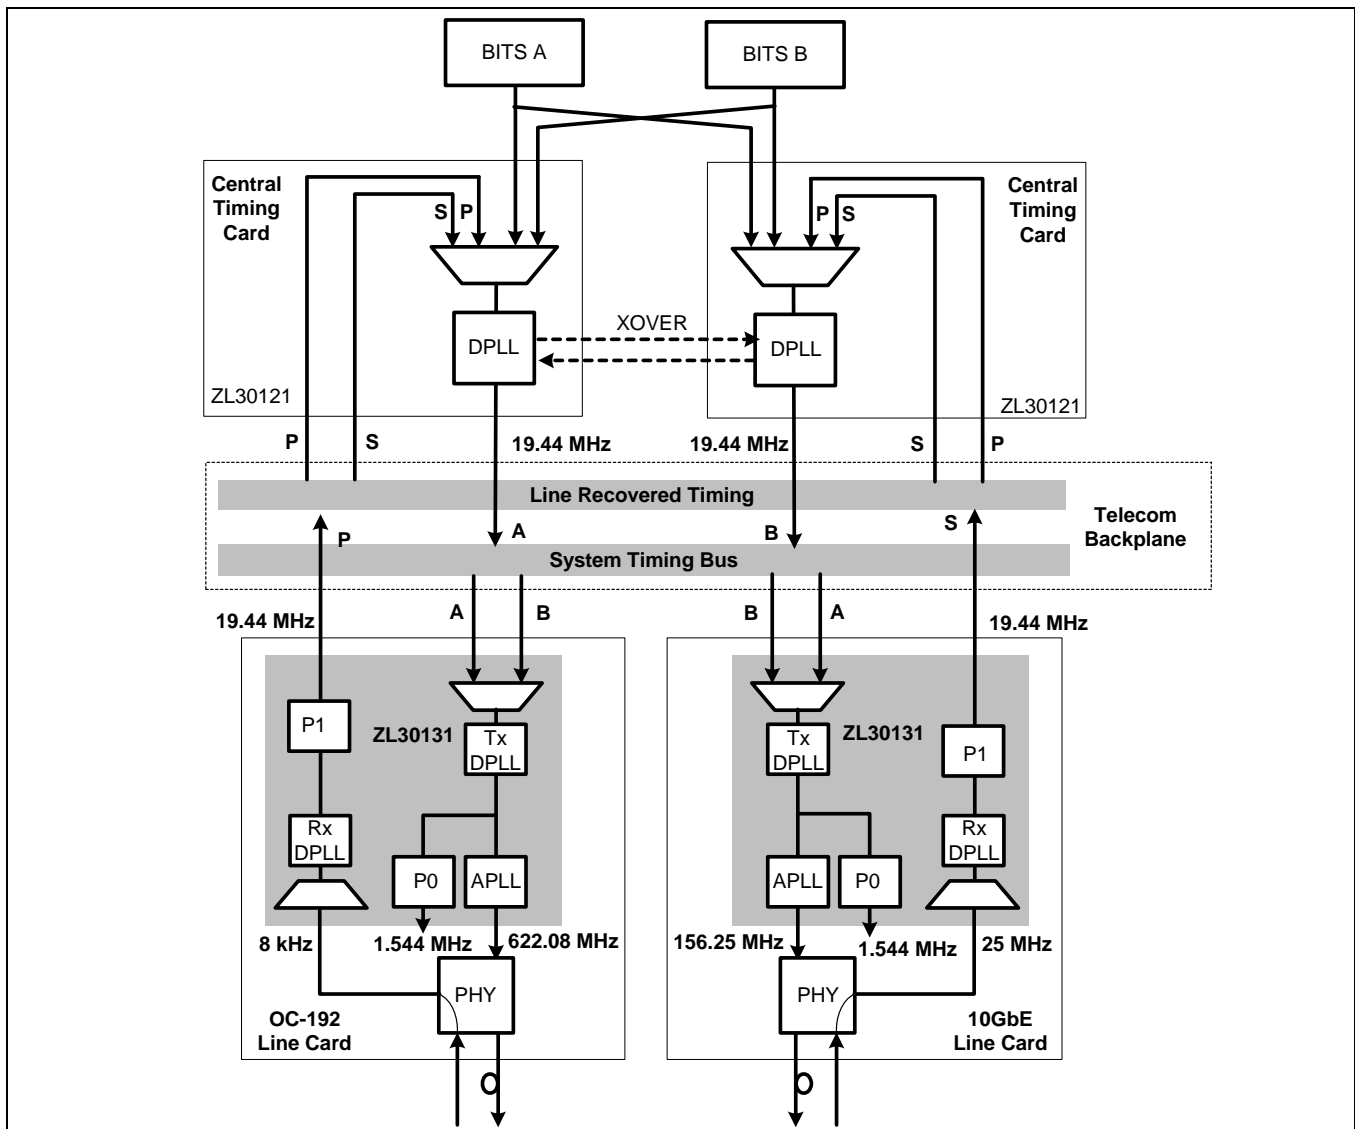 BITS A
BITS B
Central
Timing
Card
Central
Timing
Card
S P
P S
XOVER
DPLL
DPLL
ZL30121
ZL30121
P
S
19.44 MHz
19.44 MHz
S
P
Line Recovered Timing
Telecom
Backplane
P
A
B
S
System Timing Bus
19.44 MHz
A
B
B
A
19.44 MHz
P1
ZL30131
Tx
DPLL
Tx
DPLL
ZL30131
P1
Rx
DPLL
Rx
DPLL
P0
APLL
APLL
P0
8 kHz
1.544 MHz
622.08 MHz
156.25 MHz
1.544 MHz
25 MHz
PHY
PHY
OC-192
Line Card
10GbE
Line Card